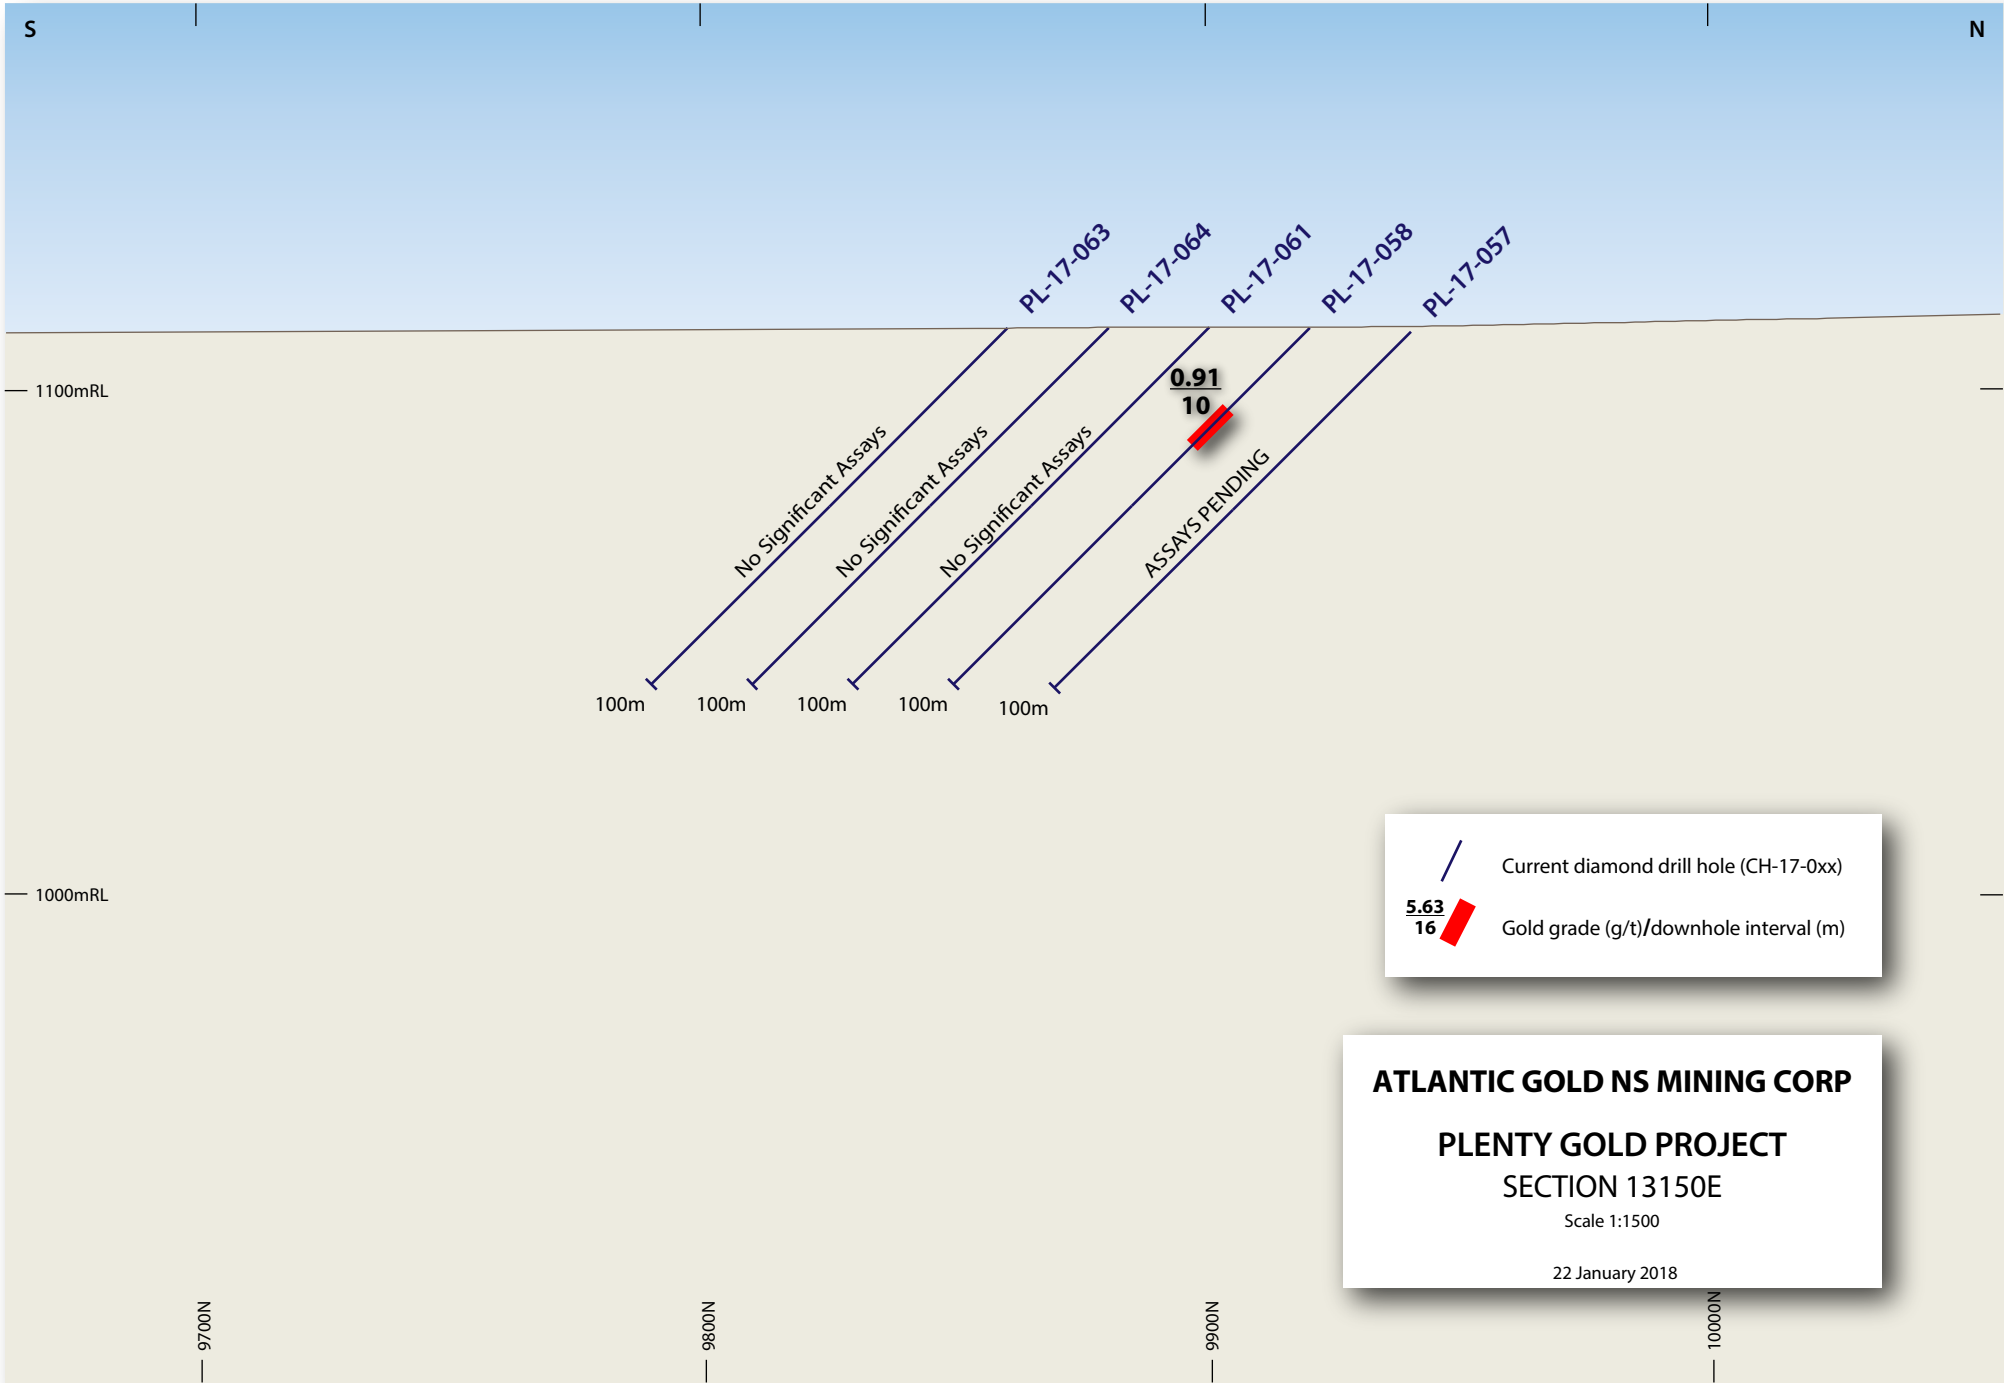 S
N
PL-17-063
PL-17-064
PL-17-061
PL-17-058
PL-17-057
1100mRL
0.91
10
No Significant Assays
No Significant Assays
No Significant Assays
ASSAYS PENDING
100m
100m
100m
100m
100m
Current diamond drill hole (CH-17-0xx)
1000mRL
5.63
16
Gold grade (g/t)/downhole interval (m)
ATLANTIC GOLD NS MINING CORP
PLENTY GOLD PROJECT
SECTION 13150E
Scale 1:1500
22 January 2018
9700N
9800N
9900N
10000N